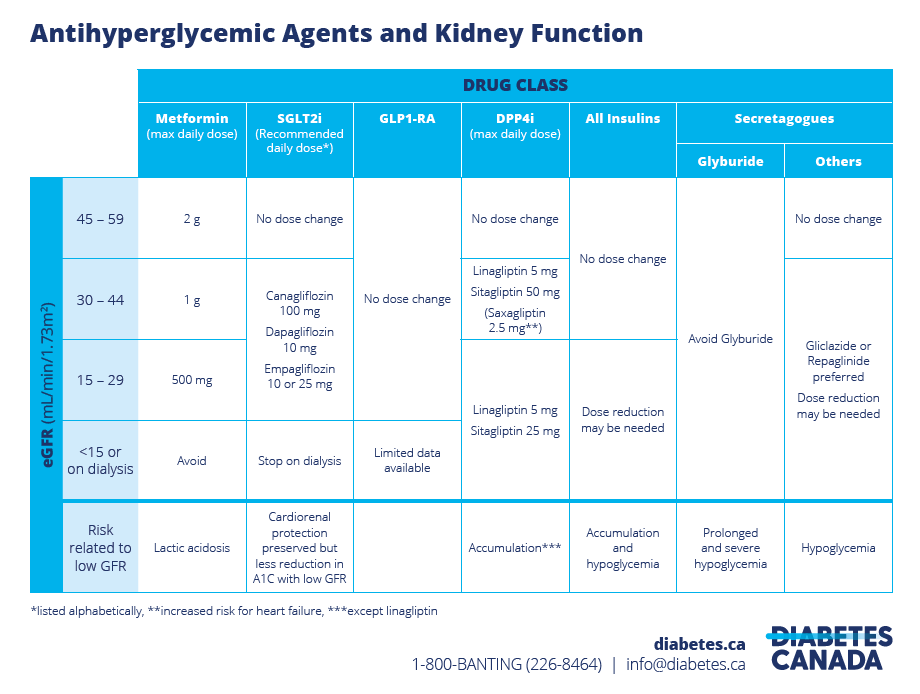 Antihyperglycemic Agents and Kidney Function
DRUG CLASS
Metformin
(max daily dose)
SGLT2i
(Recommended
daily dose*)
GLP1-RA
DPP4i
(max daily dose)
All Insulins
Secretagogues
Glyburide
Others
eGFR (mL/min/1.73m²)
45 – 59
2 g
No dose change
No dose change
No dose change
No dose change
No dose change
Avoid Glyburide
30 – 44
1 g
Canagliflozin
100 mg
Dapagliflozin
10 mg
Empagliflozin
10 or 25 mg
Linagliptin 5 mg
Sitagliptin 50 mg
(Saxagliptin
2.5 mg**)
Gliclazide or
Repaglinide
preferred
Dose reduction
may be needed
15 – 29
500 mg
Linagliptin 5 mg
Sitagliptin 25 mg
Dose reduction
may be needed
<15 or
on dialysis
Avoid
Stop on dialysis
Limited data
available
Risk
related to
low GFR
Lactic acidosis
Cardiorenal
protection
preserved but
less reduction in
A1C with low GFR
Accumulation***
Accumulation
and
hypoglycemia
Prolonged
and severe
hypoglycemia
Hypoglycemia
*listed alphabetically, **increased risk for heart failure, ***except linagliptin
diabetes.ca
1-800-BANTING (226-8464) | info@diabetes.ca
DIABETES
CANADA